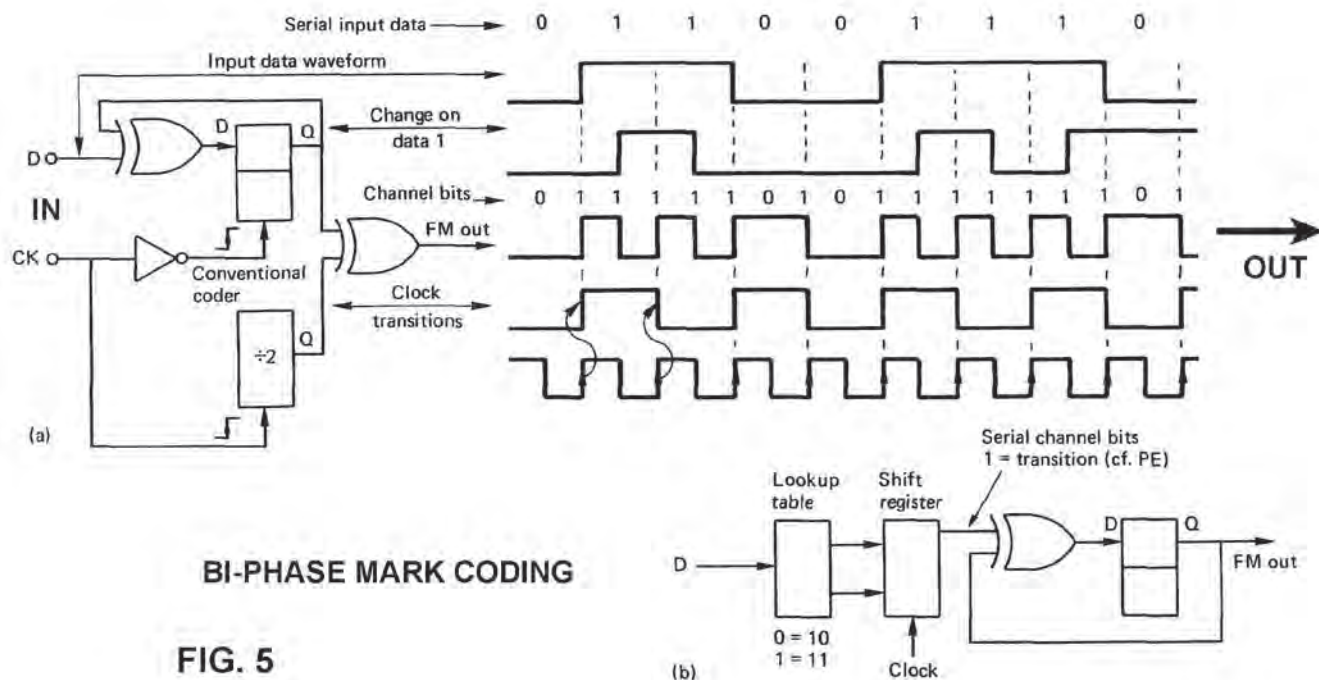 Serial input data 0 1 1 0 0 1 1 1 0
Input data waveform
D Q
Change on
data 1
D
IN
Channel bits 0 1 1 1 1 0 1 0 1 1 1 1 1 1 0 1
FM out
CK
OUT
Conventional
coder
Clock
transitions
Q
÷2
(a)
Serial channel bits
1 = transition (cf. PE)
Lookup
table
Shift
register
D Q
D
FM out
BI-PHASE MARK CODING
0 = 10
1 = 11
Clock
(b)
FIG. 5